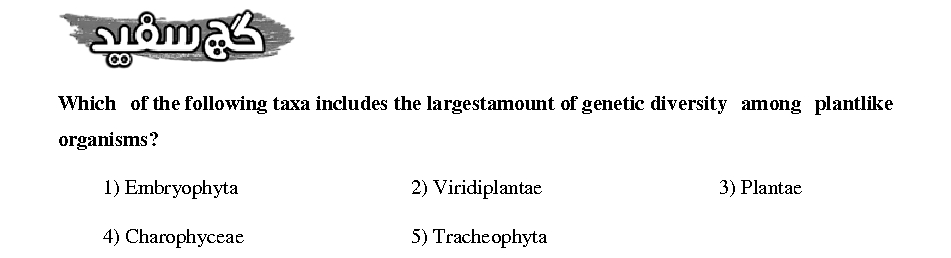 گچ سفید
Which of the following taxa includes the largestamount of genetic diversity among plantlike
organisms?
1) Embryophyta 2) Viridiplantae 3) Plantae
4) Charophyceae 5) Tracheophyta